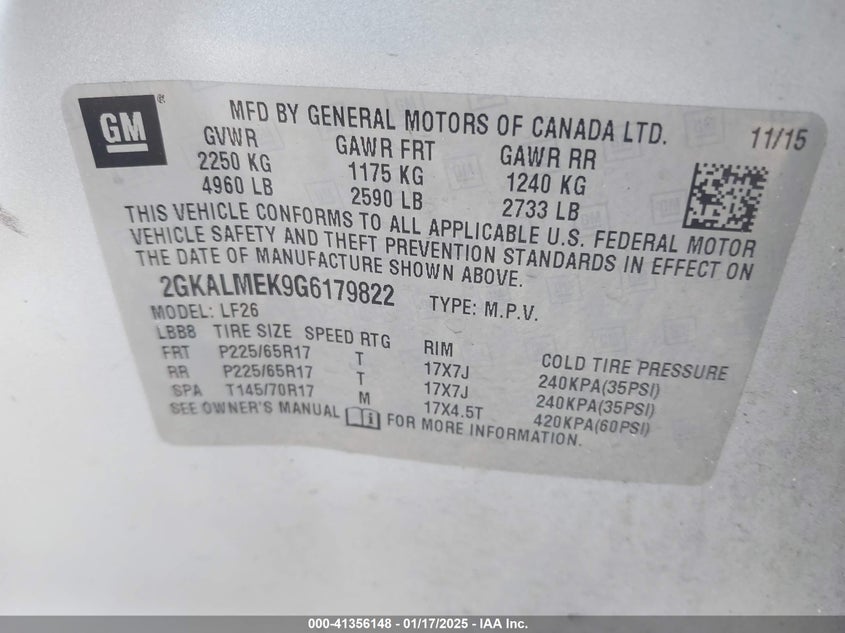 GM ®
MFD BY GENERAL MOTORS OF CANADA LTD. 11/15
GVWR GAWR FRT GAWR RR
2250 KG 1175 KG 1240 KG
4960 LB 2590 LB 2733 LB
THIS VEHICLE CONFORMS TO ALL APPLICABLE U.S. FEDERAL MOTOR
VEHICLE SAFETY AND THEFT PREVENTION STANDARDS IN EFFECT ON
THE DATE OF MANUFACTURE SHOWN ABOVE.
2GKALMEK9G6179822 TYPE: M.P.V.
MODEL: LF26
LBB8 TIRE SIZE SPEED RTG RIM COLD TIRE PRESSURE
FRT P225/65R17 T 17X7J 240KPA(35PSI)
RR P225/65R17 T 17X7J 240KPA(35PSI)
SPA T145/70R17 M 17X4.5T 420KPA(60PSI)
SEE OWNER'S MANUAL FOR MORE INFORMATION.
000-41356148 - 01/17/2025 - IAA Inc.